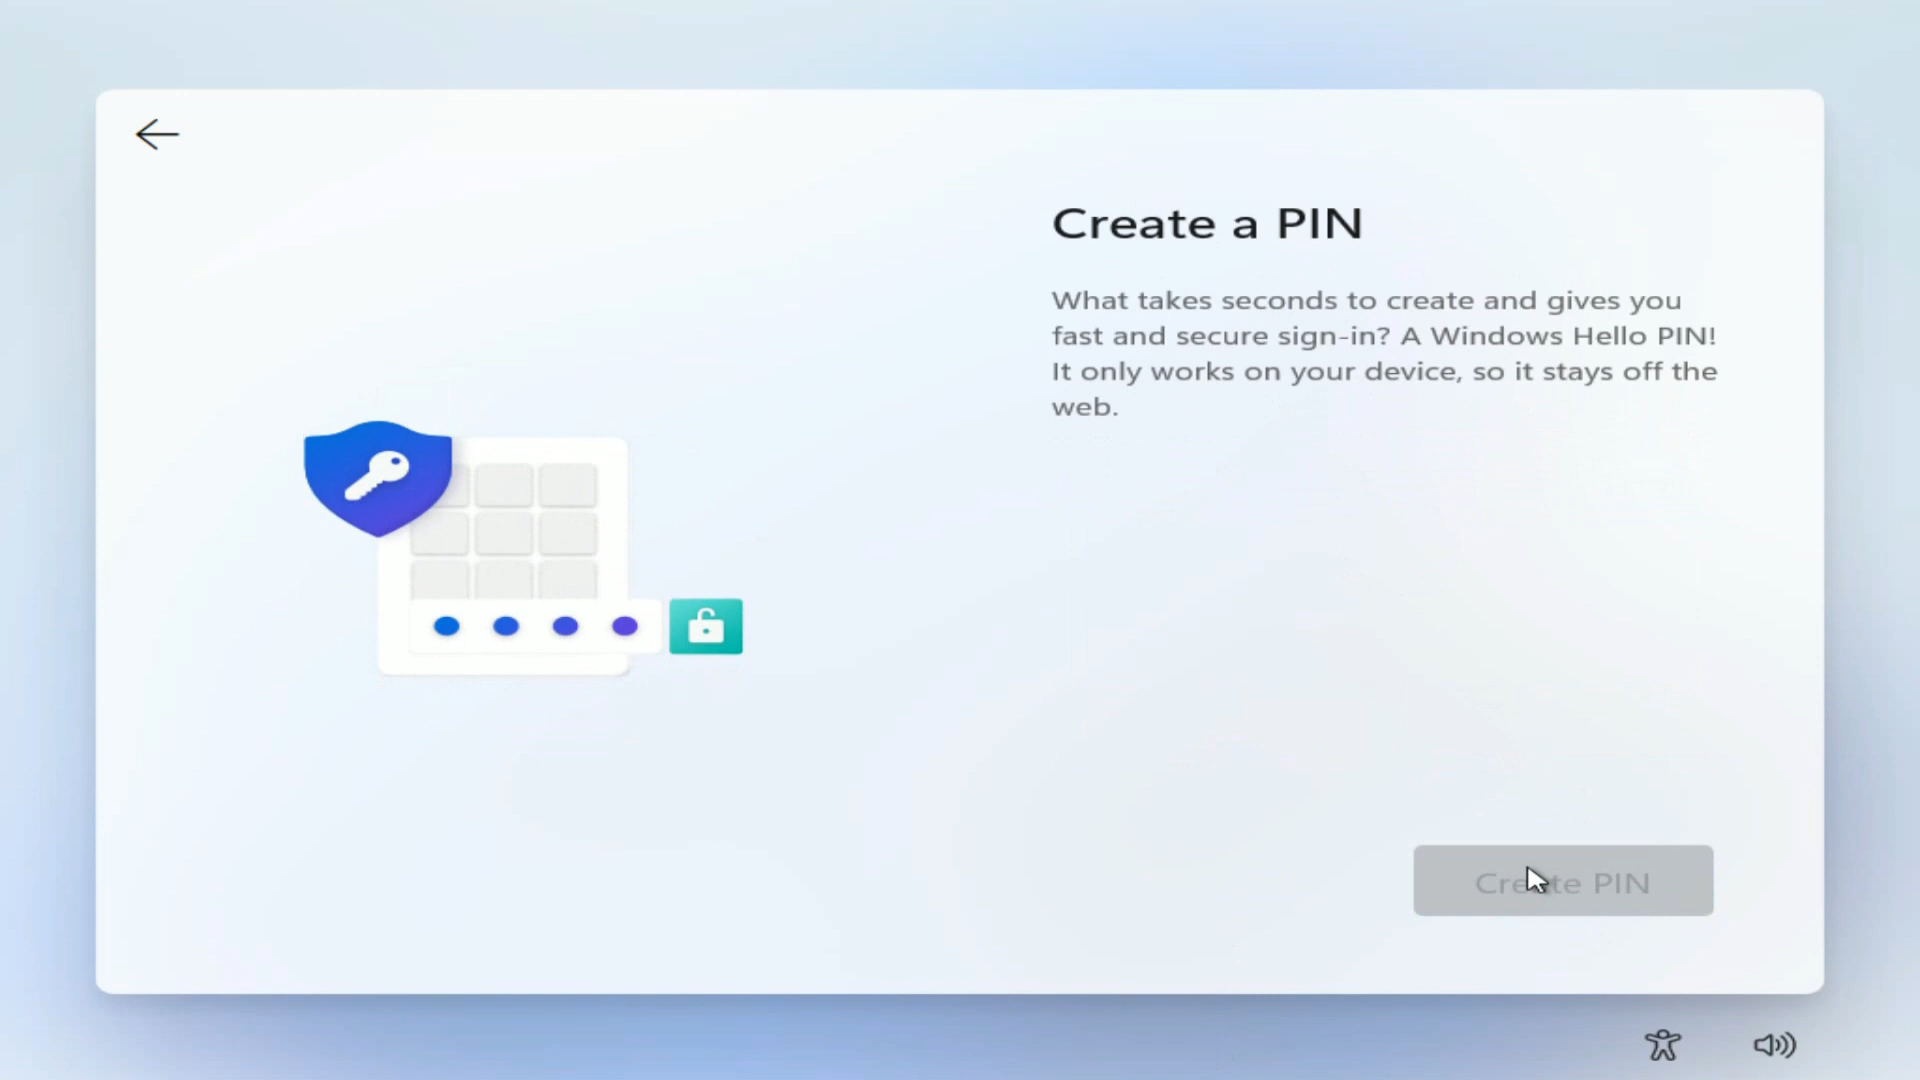 Create a PIN
What takes seconds to create and gives you
fast and secure sign-in? A Windows Hello PIN!
It only works on your device, so it stays off the
web.
Create PIN